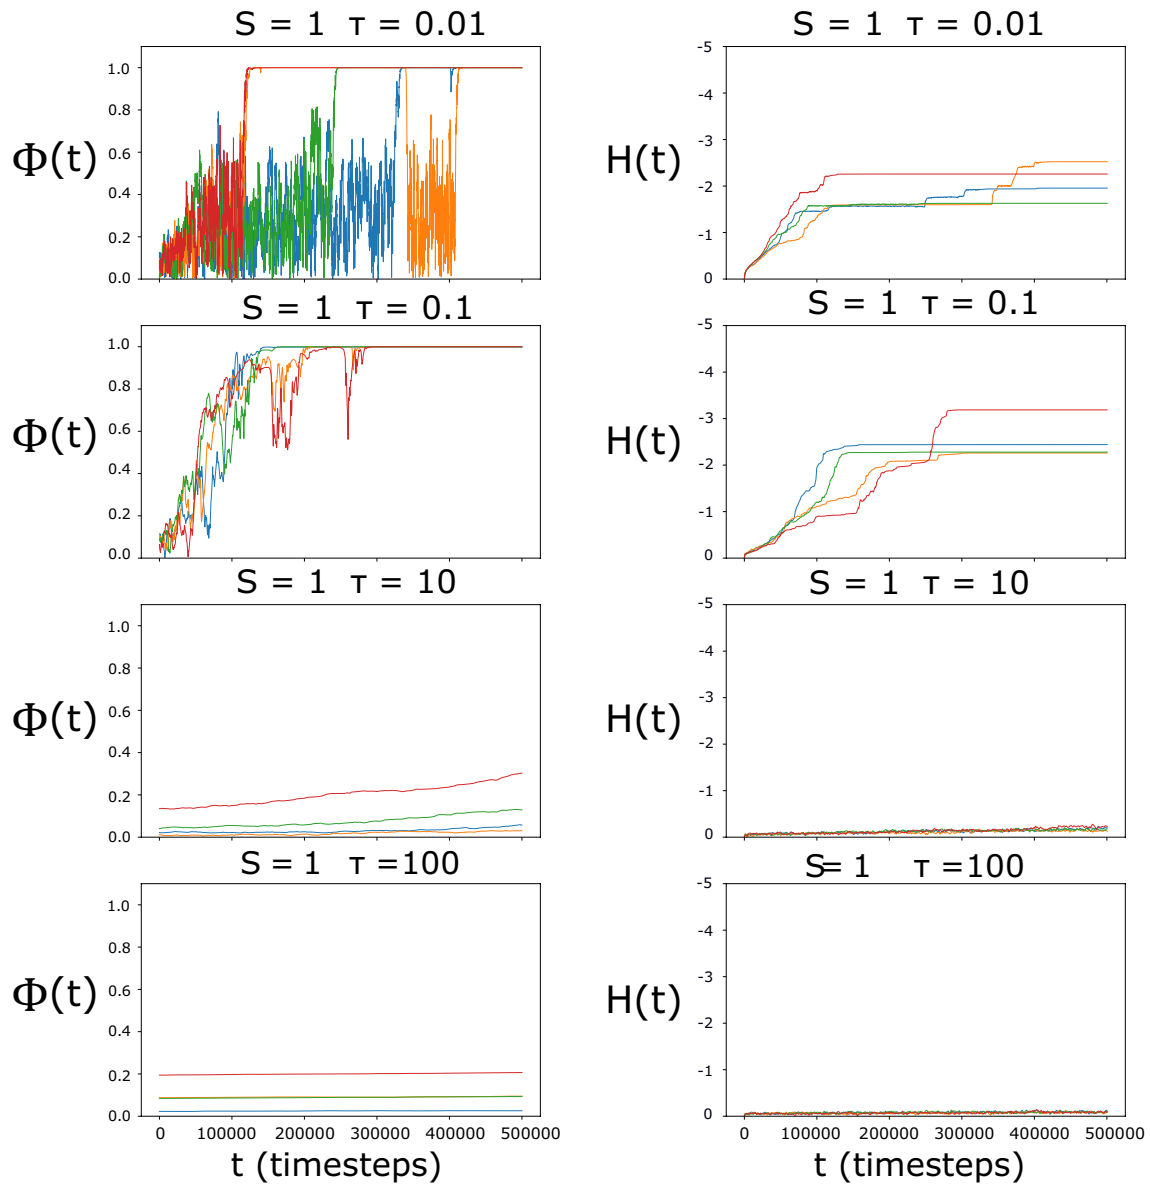 S = 1 τ = 0.01
1.0
0.8
0.6
0.4
0.2
0.0
Φ(t)
S = 1 τ = 0.01
-5
-4
-3
-2
-1
0
H(t)
S = 1 τ = 0.1
1.0
0.8
0.6
0.4
0.2
0.0
Φ(t)
S = 1 τ = 0.1
-5
-4
-3
-2
-1
0
H(t)
S = 1 τ = 10
1.0
0.8
0.6
0.4
0.2
0.0
Φ(t)
S = 1 τ = 10
-5
-4
-3
-2
-1
0
H(t)
S = 1 τ =100
1.0
0.8
0.6
0.4
0.2
0.0
Φ(t)
0 100000 200000 300000 400000 500000
t (timesteps)
S= 1 τ =100
-5
-4
-3
-2
-1
0
H(t)
0 100000 200000 300000 400000 500000
t (timesteps)